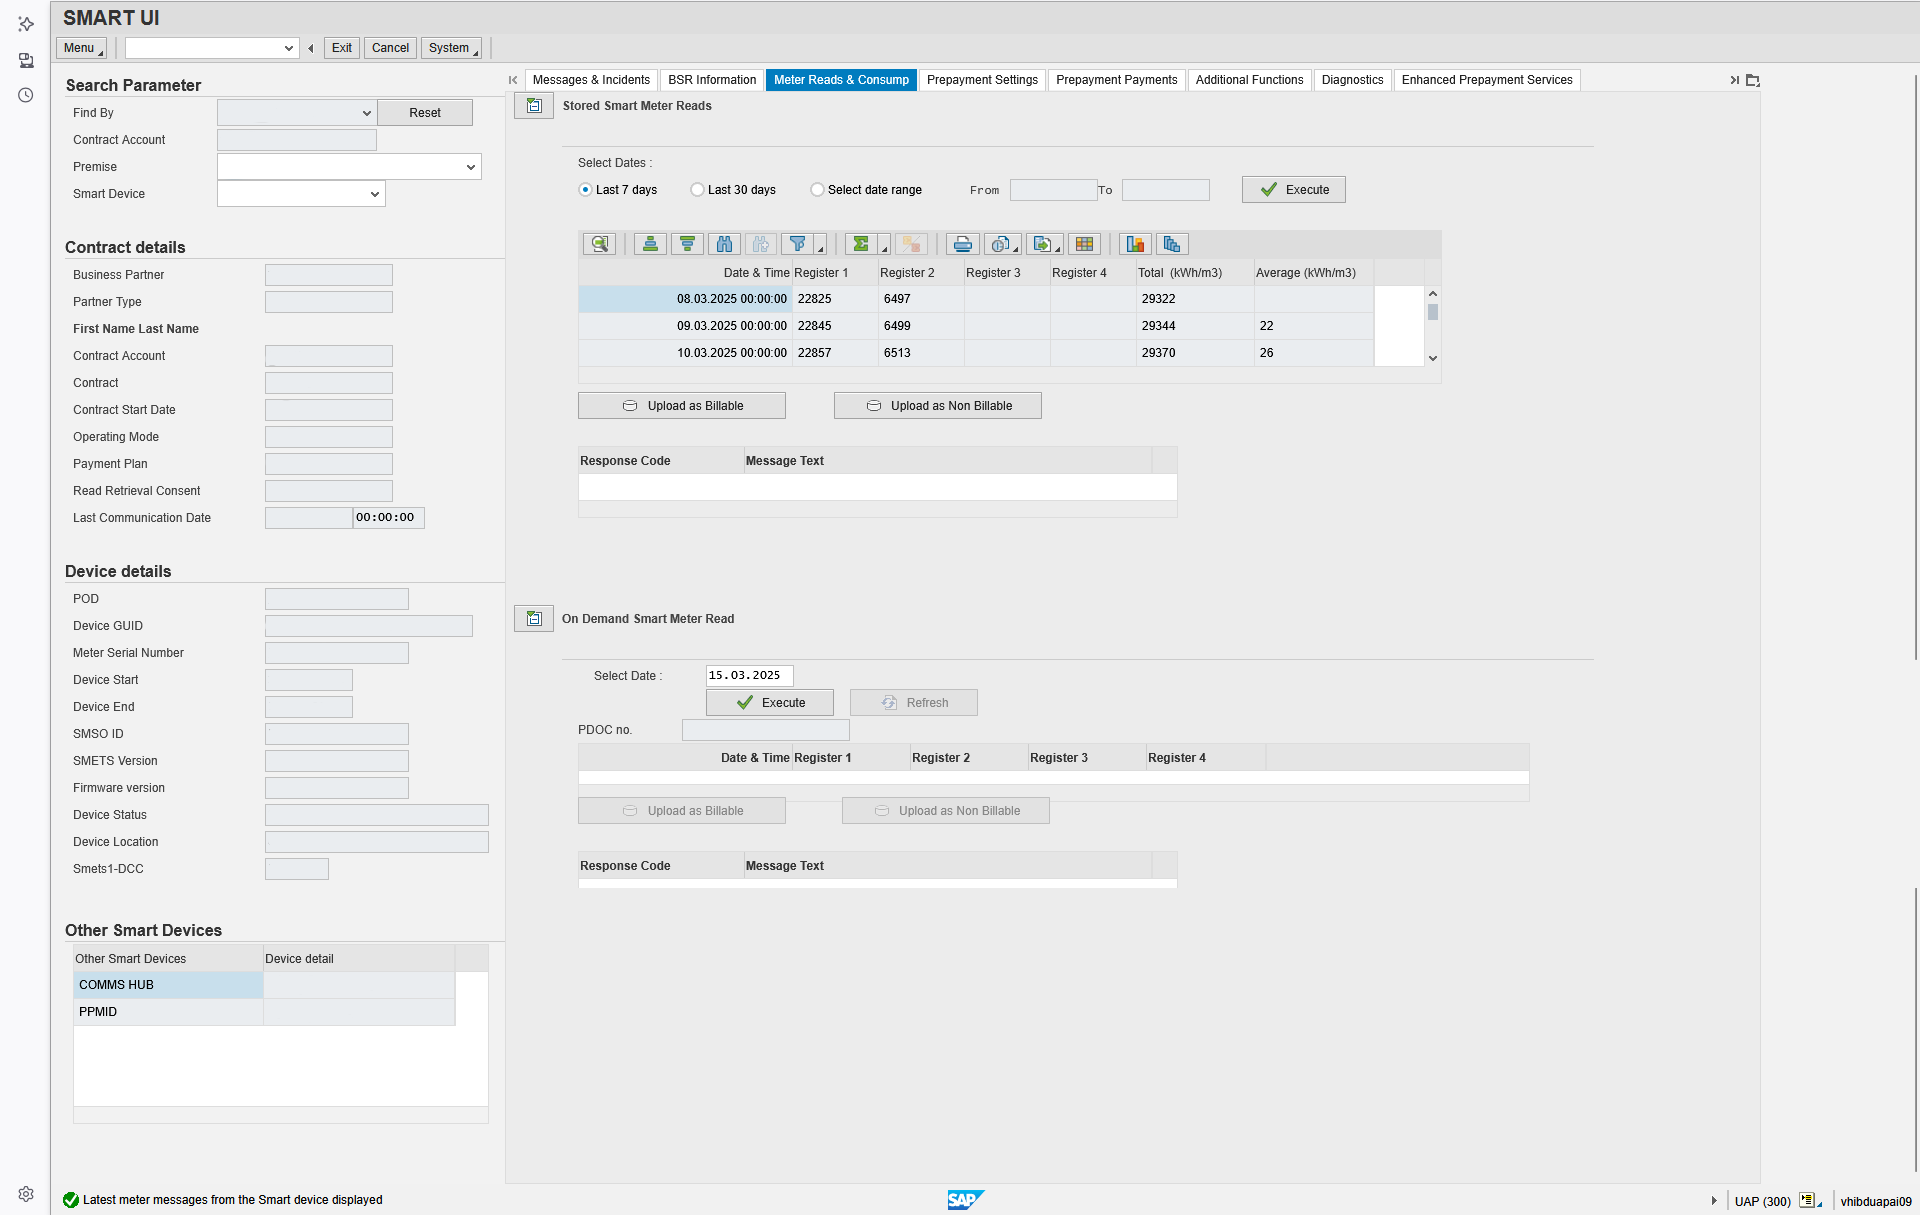 SMART UI
Menu
Exit
Cancel
System
Search Parameter
Find By
Reset
Contract Account
Premise
Smart Device
Contract details
Business Partner
Partner Type
First Name Last Name
Contract Account
Contract
Contract Start Date
Operating Mode
Payment Plan
Read Retrieval Consent
Last Communication Date 00:00:00
Device details
POD
Device GUID
Meter Serial Number
Device Start
Device End
SMSO ID
SMETS Version
Firmware version
Device Status
Device Location
Smets1-DCC
Other Smart Devices
Other Smart Devices Device detail
COMMS HUB
PPMID
Messages & Incidents BSR Information Meter Reads & Consump Prepayment Settings Prepayment Payments Additional Functions Diagnostics Enhanced Prepayment Services
Stored Smart Meter Reads
Select Dates :
Last 7 days Last 30 days Select date range From To Execute
Date & Time Register 1 Register 2 Register 3 Register 4 Total (kWh/m3) Average (kWh/m3)
08.03.2025 00:00:00 22825 6497 29322
09.03.2025 00:00:00 22845 6499 29344 22
10.03.2025 00:00:00 22857 6513 29370 26
Upload as Billable Upload as Non Billable
Response Code Message Text
On Demand Smart Meter Read
Select Date : 15.03.2025
Execute Refresh
PDOC no.
Date & Time Register 1 Register 2 Register 3 Register 4
Upload as Billable Upload as Non Billable
Response Code Message Text
Latest meter messages from the Smart device displayed
SAP
UAP (300)
vhibduapai09